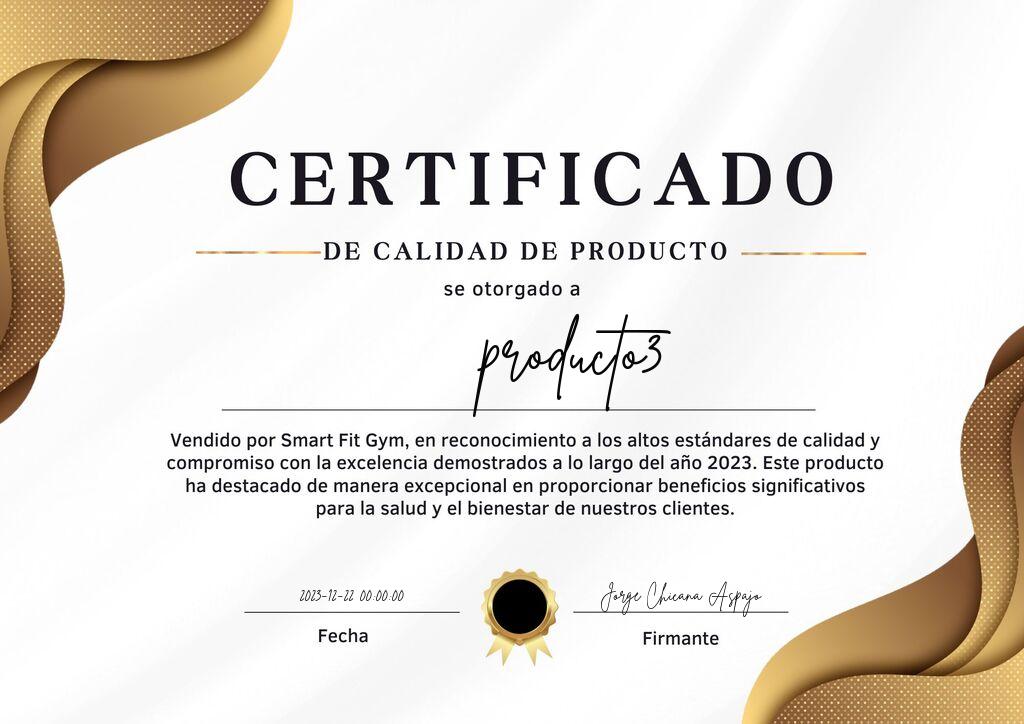 CERTIFICADO
DE CALIDAD DE PRODUCTO
se otorgado a
producto3
Vendido por Smart Fit Gym, en reconocimiento a los altos estándares de calidad y
compromiso con la excelencia demostrados a lo largo del año 2023. Este producto
ha destacado de manera excepcional en proporcionar beneficios significativos
para la salud y el bienestar de nuestros clientes.
2023-12-22 00:00:00
Jorge Chicana Aspajo
Fecha
Firmante